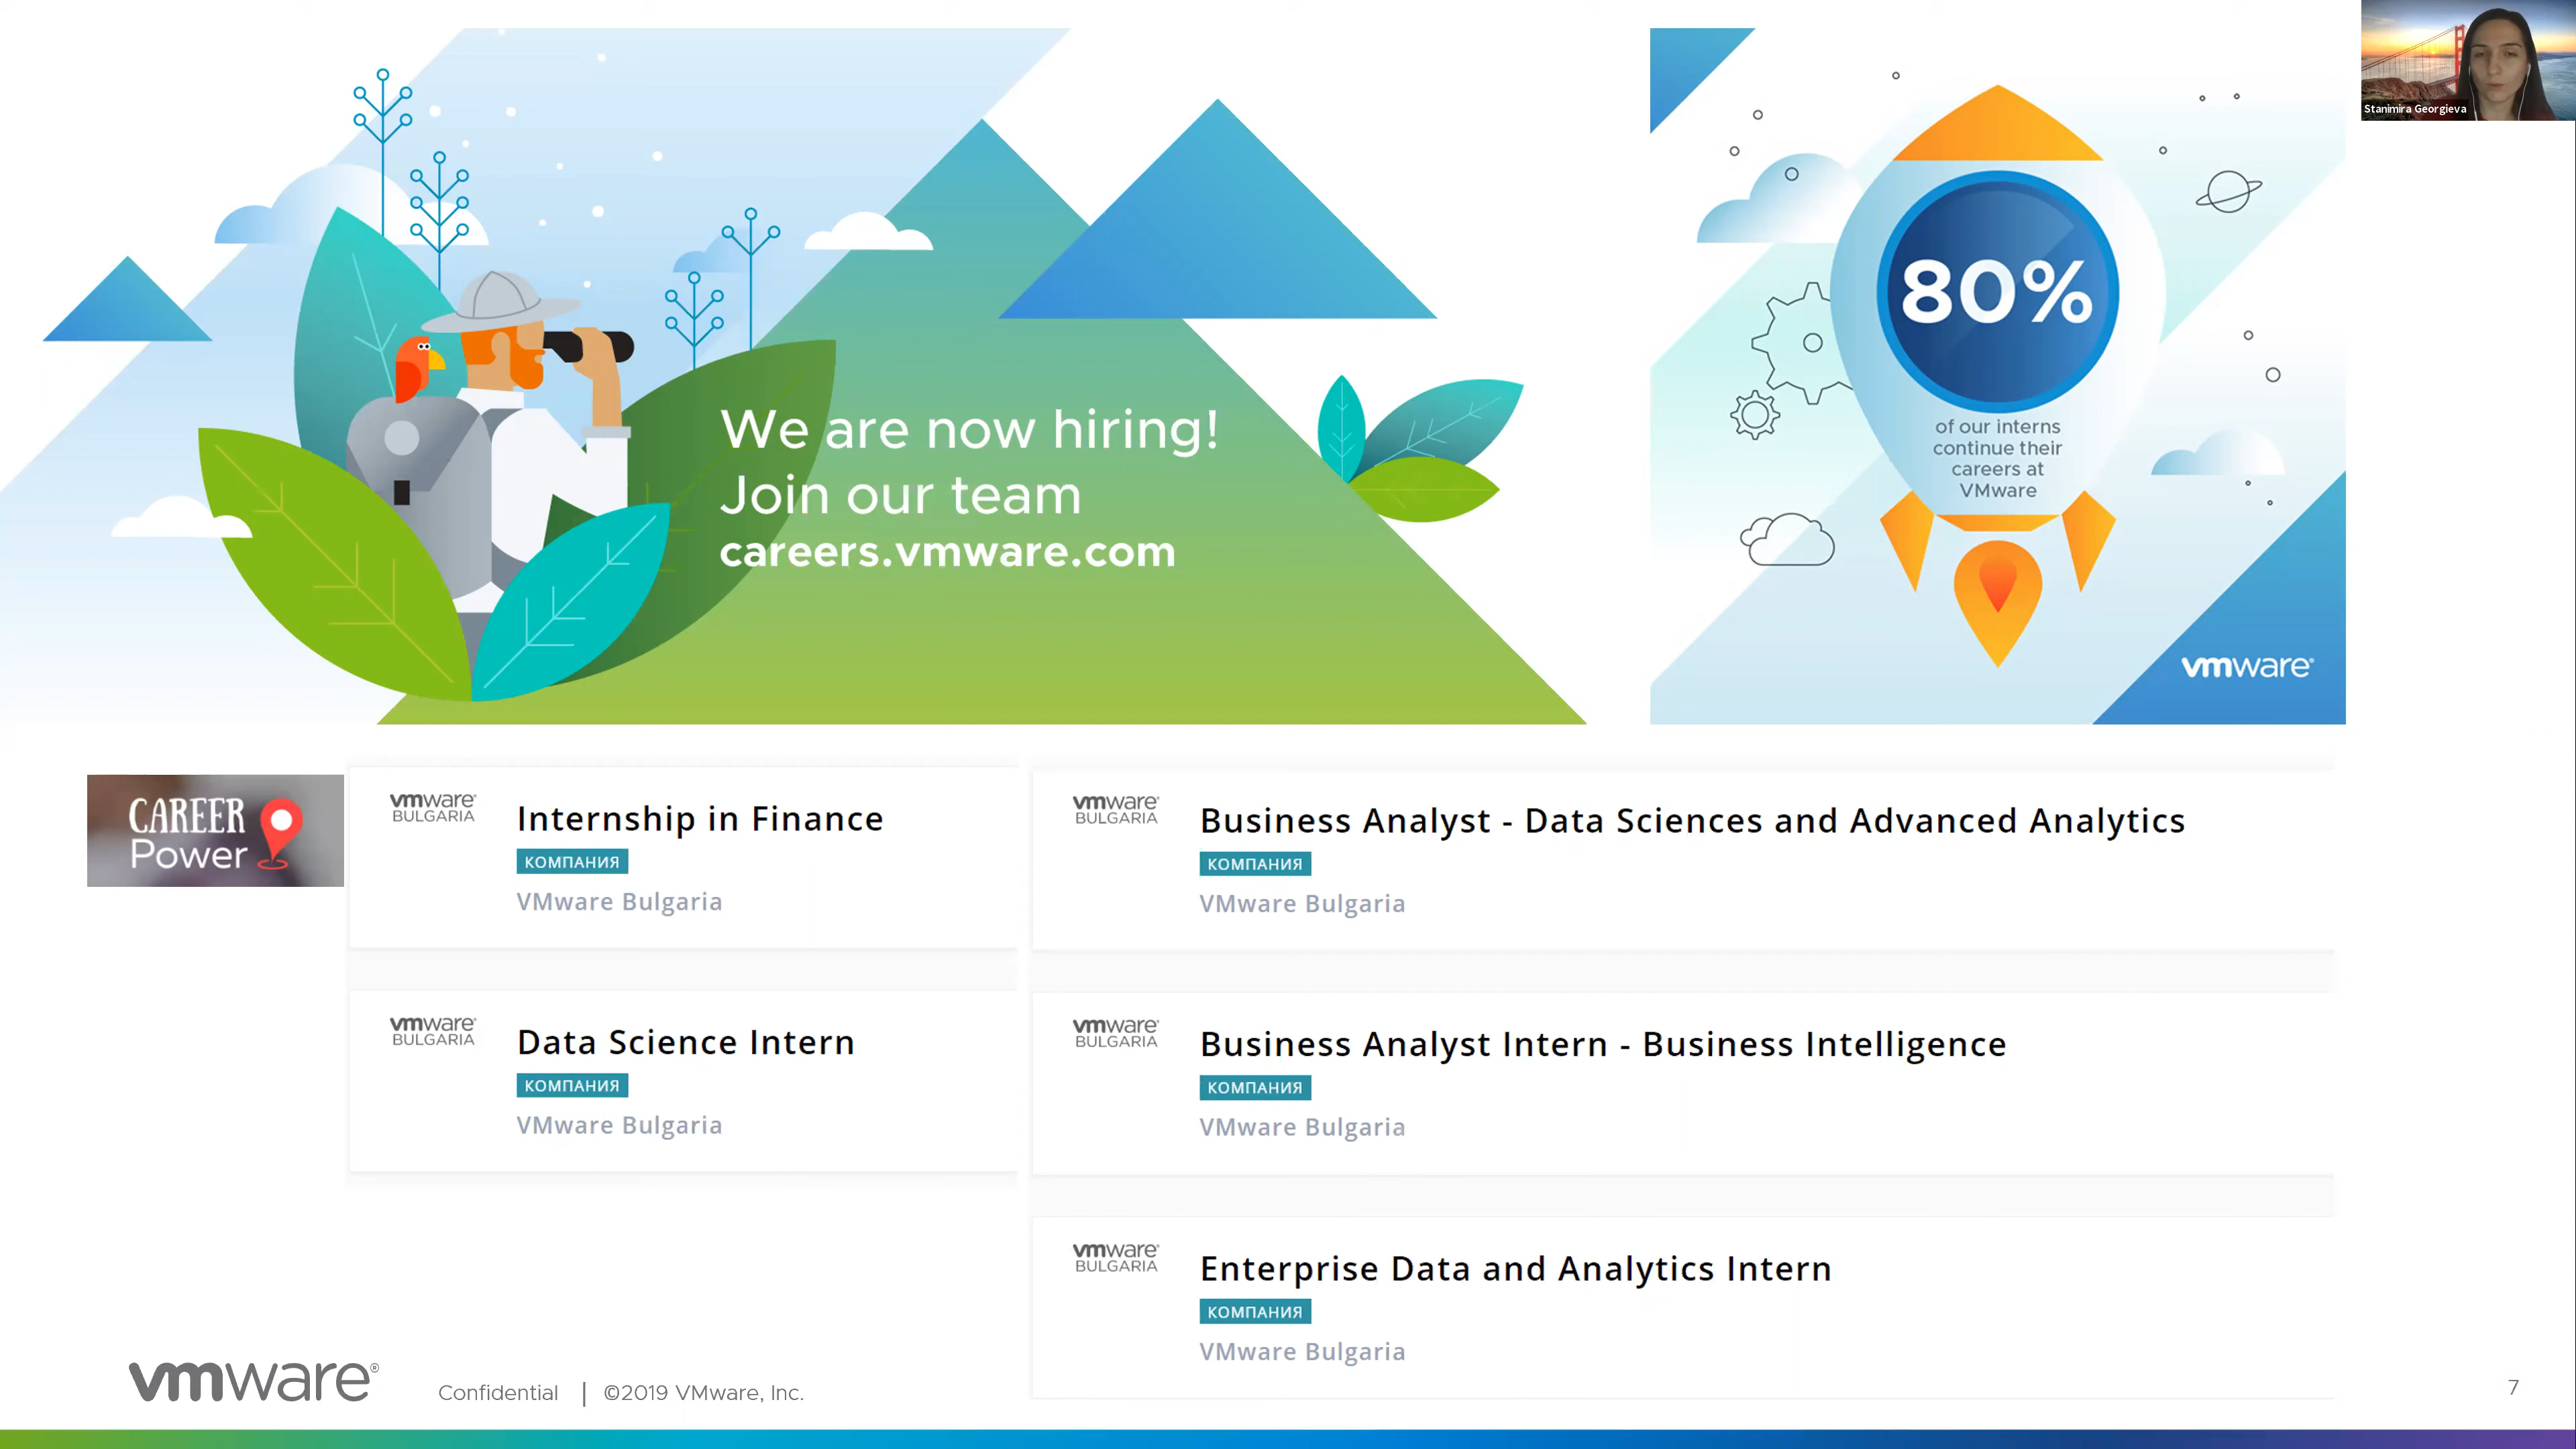 Stanimira Georgieva
We are now hiring!
Join our team
careers.vmware.com
80%
of our interns
continue their
careers at
VMware
vmware®
CAREER
Power
vmware®
BULGARIA
Internship in Finance
КОМПАНИЯ
VMware Bulgaria
vmware®
BULGARIA
Data Science Intern
КОМПАНИЯ
VMware Bulgaria
vmware®
BULGARIA
Business Analyst - Data Sciences and Advanced Analytics
КОМПАНИЯ
VMware Bulgaria
vmware®
BULGARIA
Business Analyst Intern - Business Intelligence
КОМПАНИЯ
VMware Bulgaria
vmware®
BULGARIA
Enterprise Data and Analytics Intern
КОМПАНИЯ
VMware Bulgaria
vmware®
Confidential | ©2019 VMware, Inc.
7